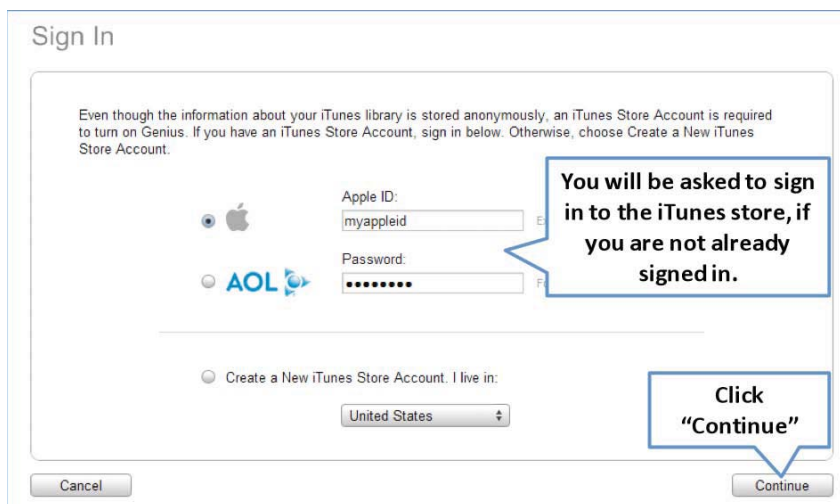 Sign In
Even though the information about your iTunes library is stored anonymously, an iTunes Store Account is required
to turn on Genius. If you have an iTunes Store Account, sign in below. Otherwise, choose Create a New iTunes
Store Account.
You will be asked to sign
in to the iTunes store, if
you are not already
signed in.
Apple ID:
myappleid
Password:
••••••••
AOL
Create a New iTunes Store Account. I live in:
United States
Click
“Continue”
Cancel
Continue